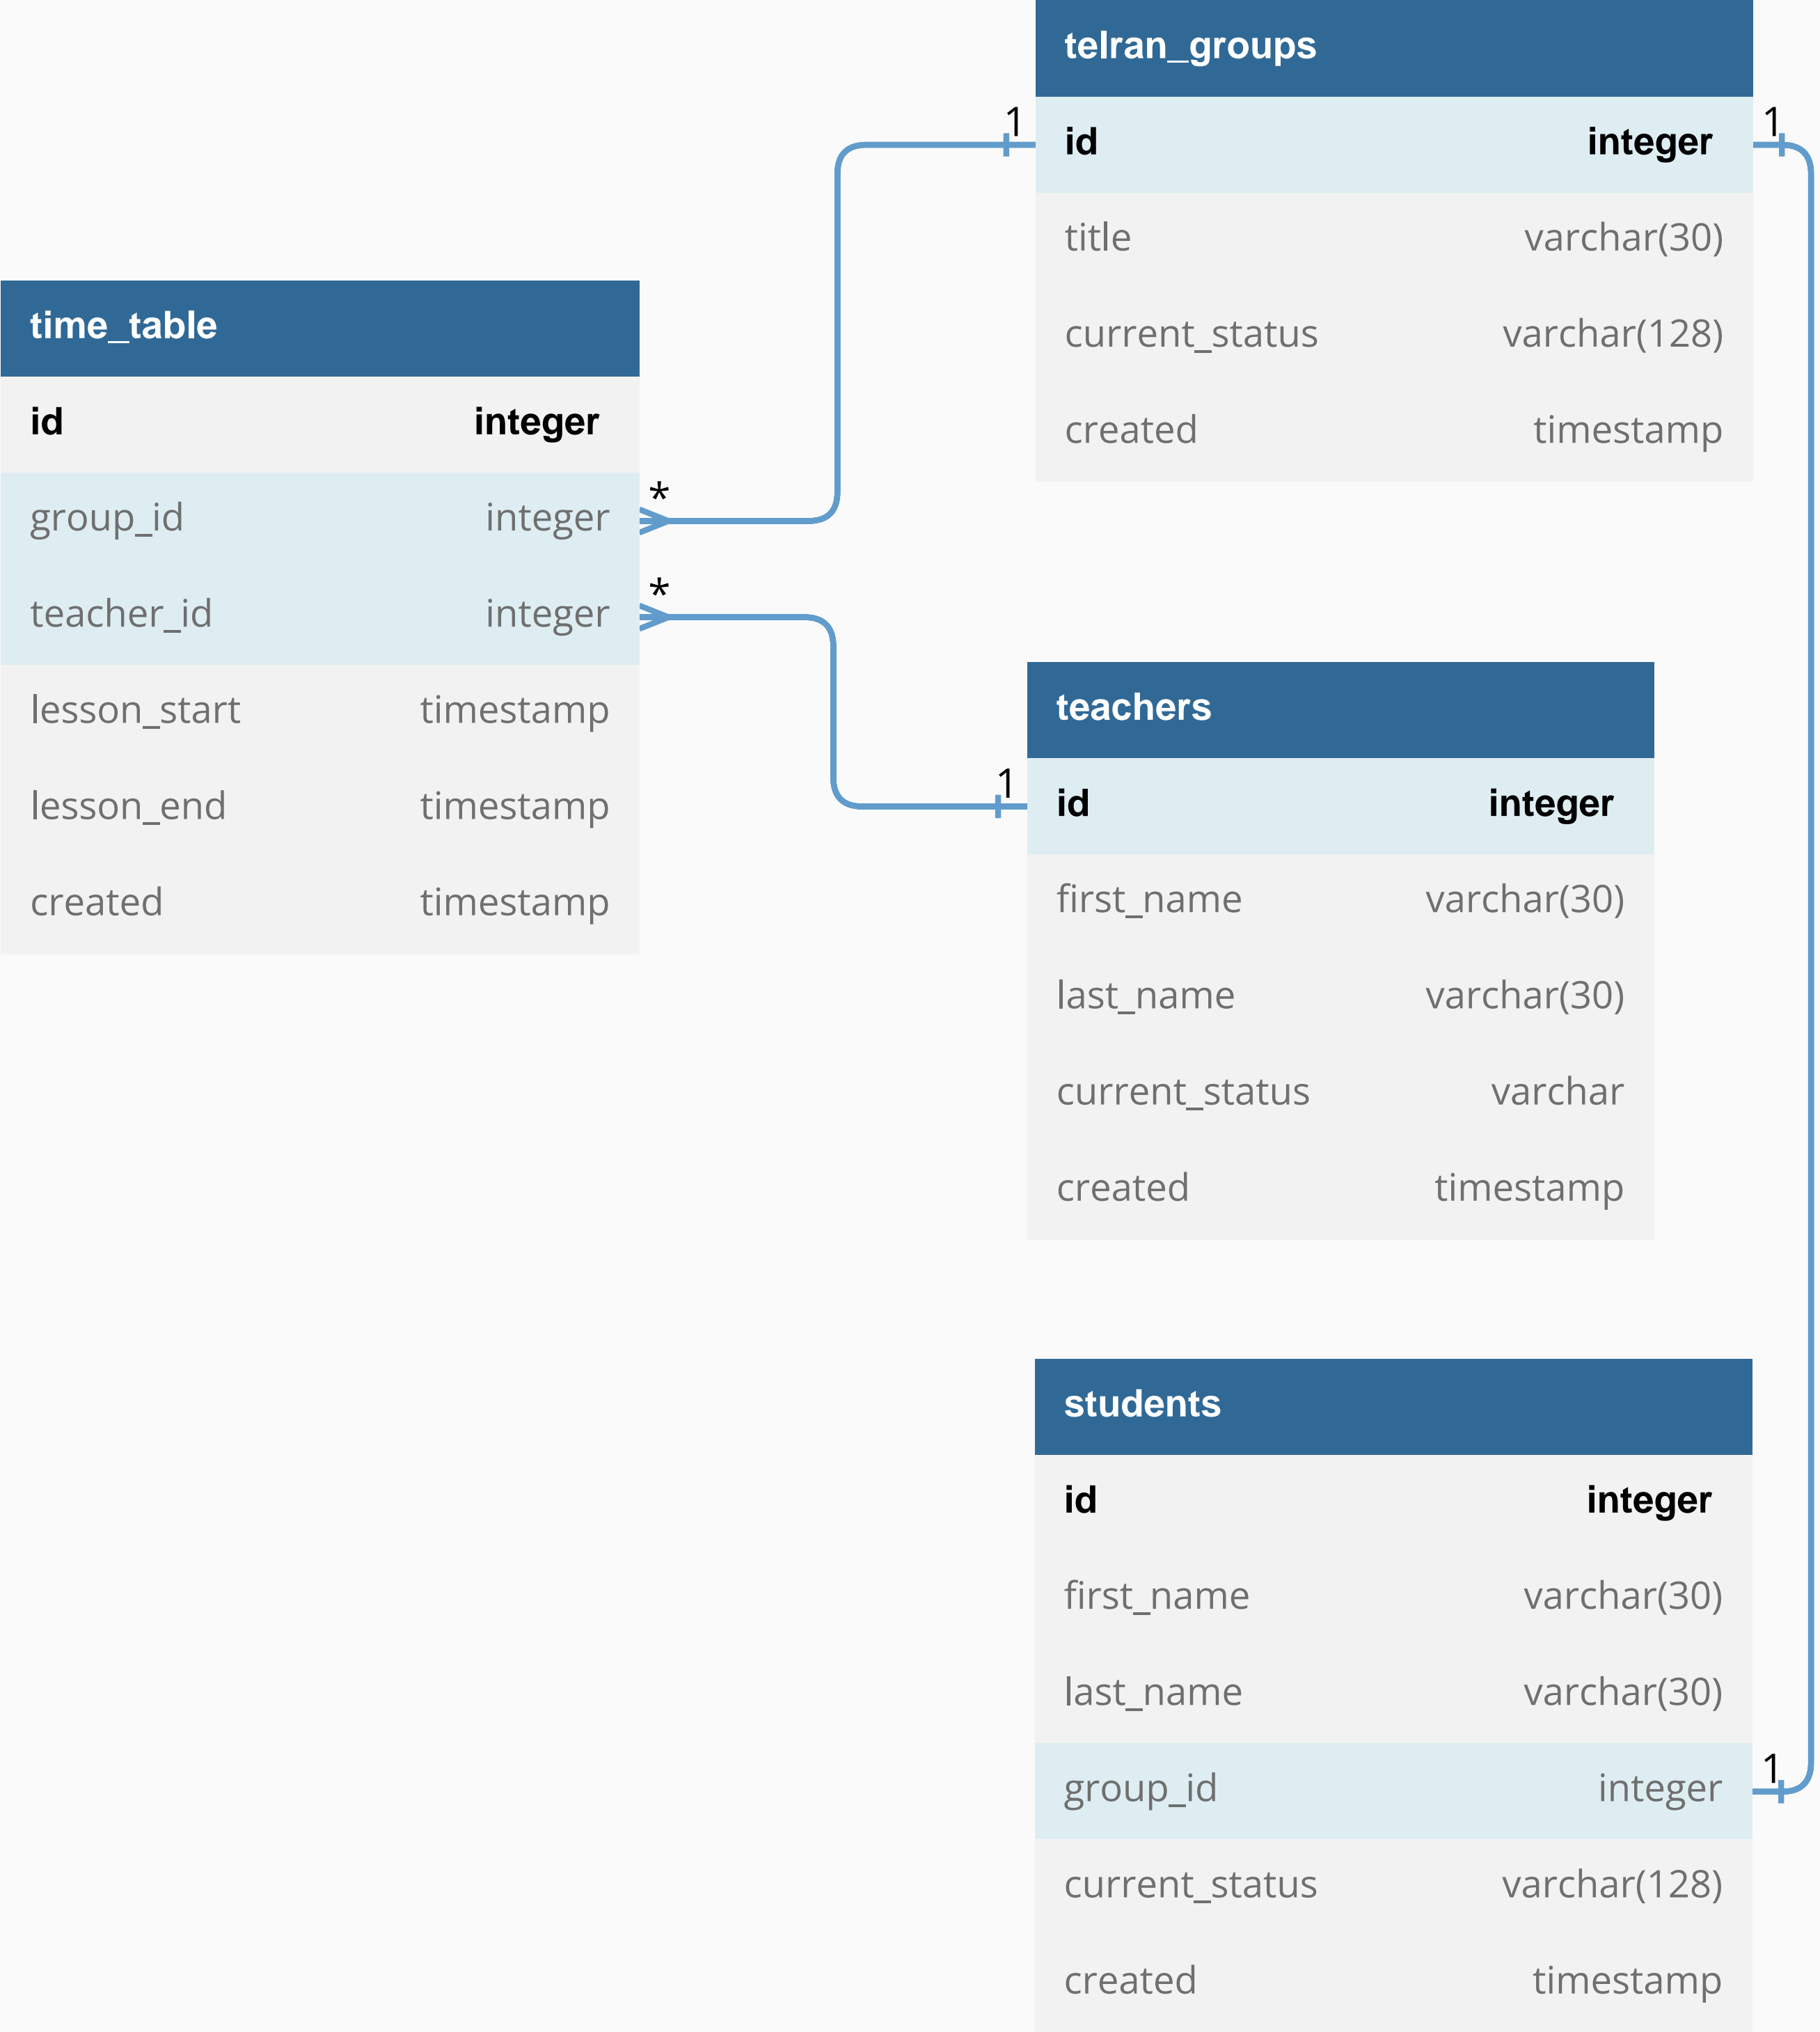 telran_groups
1
id integer
1
title varchar(30)
current_status varchar(128)
created timestamp
time_table
id integer
group_id integer
*
teacher_id integer
*
lesson_start timestamp
lesson_end timestamp
created timestamp
teachers
1
id integer
first_name varchar(30)
last_name varchar(30)
current_status varchar
created timestamp
students
id integer
first_name varchar(30)
last_name varchar(30)
group_id integer
1
current_status varchar(128)
created timestamp